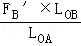 F_B′ × L_OB
L_OA